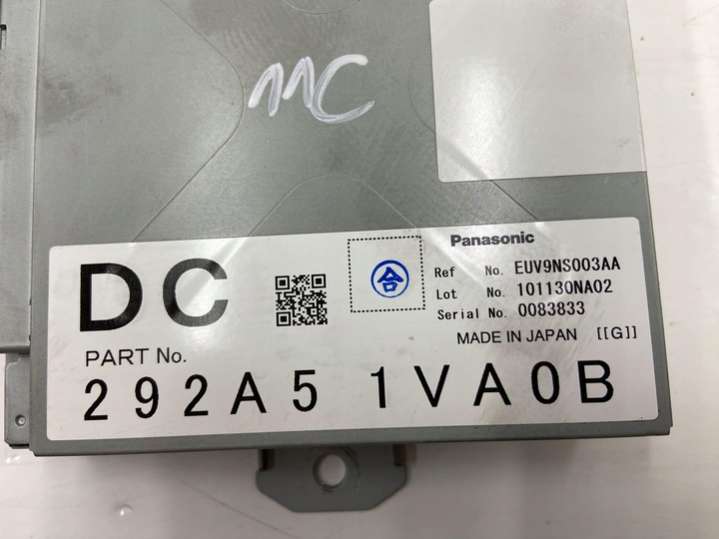 11C
DC
合
Panasonic
Ref No. EUV9NS003AA
Lot No. 101130NA02
Serial No. 0083833
MADE IN JAPAN [[G]]
PART No.
292A5 1VA0B